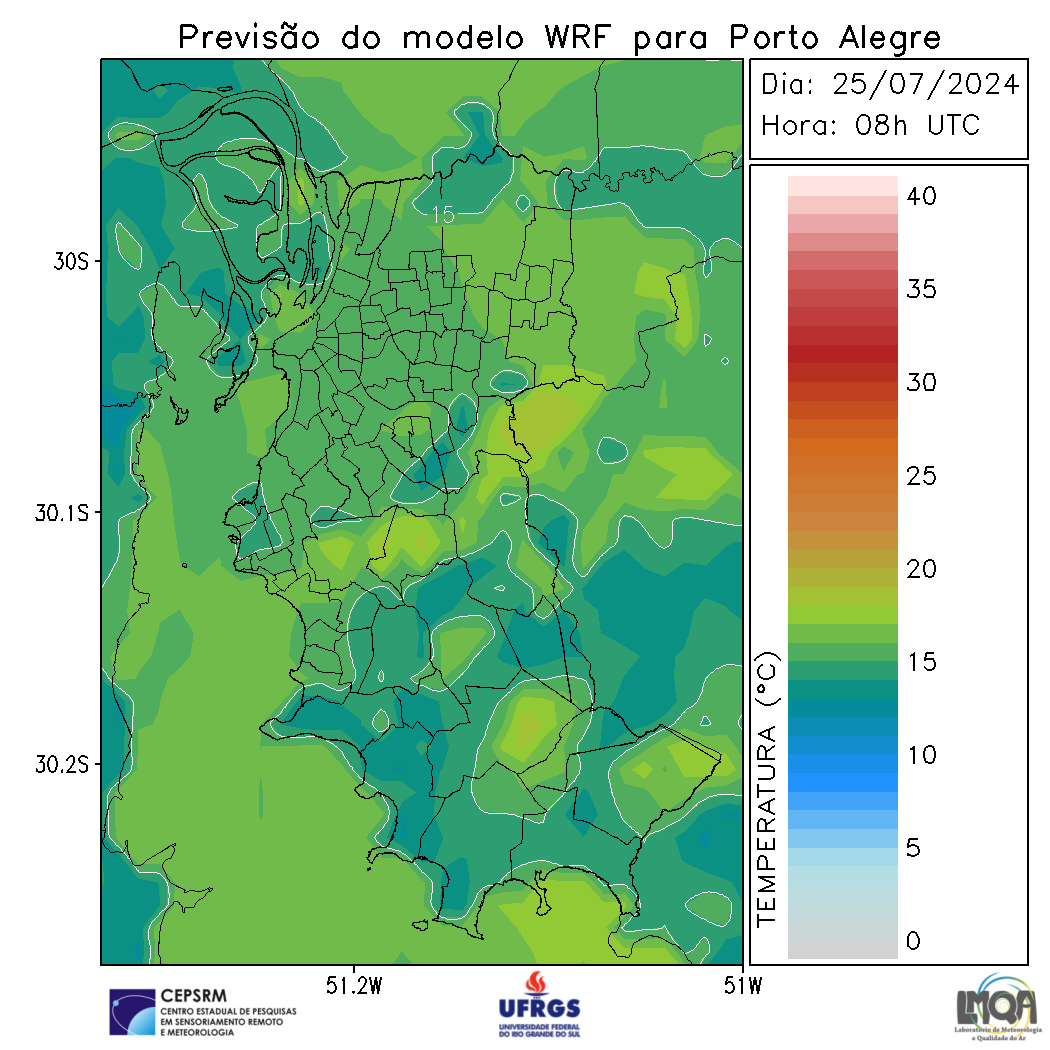 Previsão do modelo WRF para Porto Alegre
Dia: 25/07/2024
Hora: 08h UTC
15
30S
30.1S
30.2S
51.2W
51W
40
35
30
25
20
15
10
5
0
TEMPERATURA (°C)
CEPSRM
CENTRO ESTADUAL DE PESQUISAS
EM SENSORIAMENTO REMOTO
E METEOROLOGIA
UFRGS
UNIVERSIDADE FEDERAL
DO RIO GRANDE DO SUL
LMQA
Laboratório de Meteorologia
e Qualidade do Ar